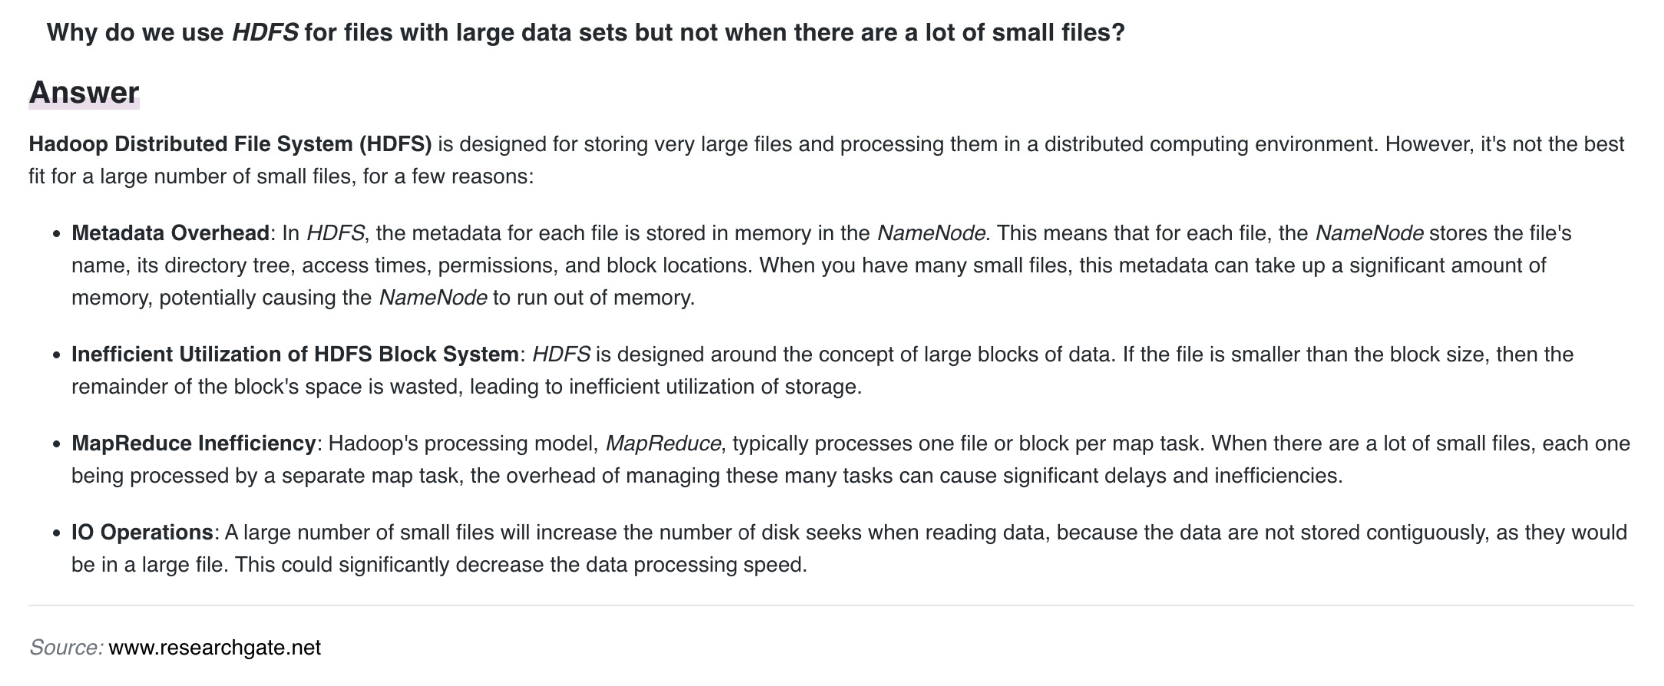 Why do we use HDFS for files with large data sets but not when there are a lot of small files?
Answer
Hadoop Distributed File System (HDFS) is designed for storing very large files and processing them in a distributed computing environment. However, it's not the best
fit for a large number of small files, for a few reasons:
• Metadata Overhead: In HDFS, the metadata for each file is stored in memory in the NameNode. This means that for each file, the NameNode stores the file's
name, its directory tree, access times, permissions, and block locations. When you have many small files, this metadata can take up a significant amount of
memory, potentially causing the NameNode to run out of memory.
• Inefficient Utilization of HDFS Block System: HDFS is designed around the concept of large blocks of data. If the file is smaller than the block size, then the
remainder of the block's space is wasted, leading to inefficient utilization of storage.
• MapReduce Inefficiency: Hadoop's processing model, MapReduce, typically processes one file or block per map task. When there are a lot of small files, each one
being processed by a separate map task, the overhead of managing these many tasks can cause significant delays and inefficiencies.
• IO Operations: A large number of small files will increase the number of disk seeks when reading data, because the data are not stored contiguously, as they would
be in a large file. This could significantly decrease the data processing speed.
Source: www.researchgate.net